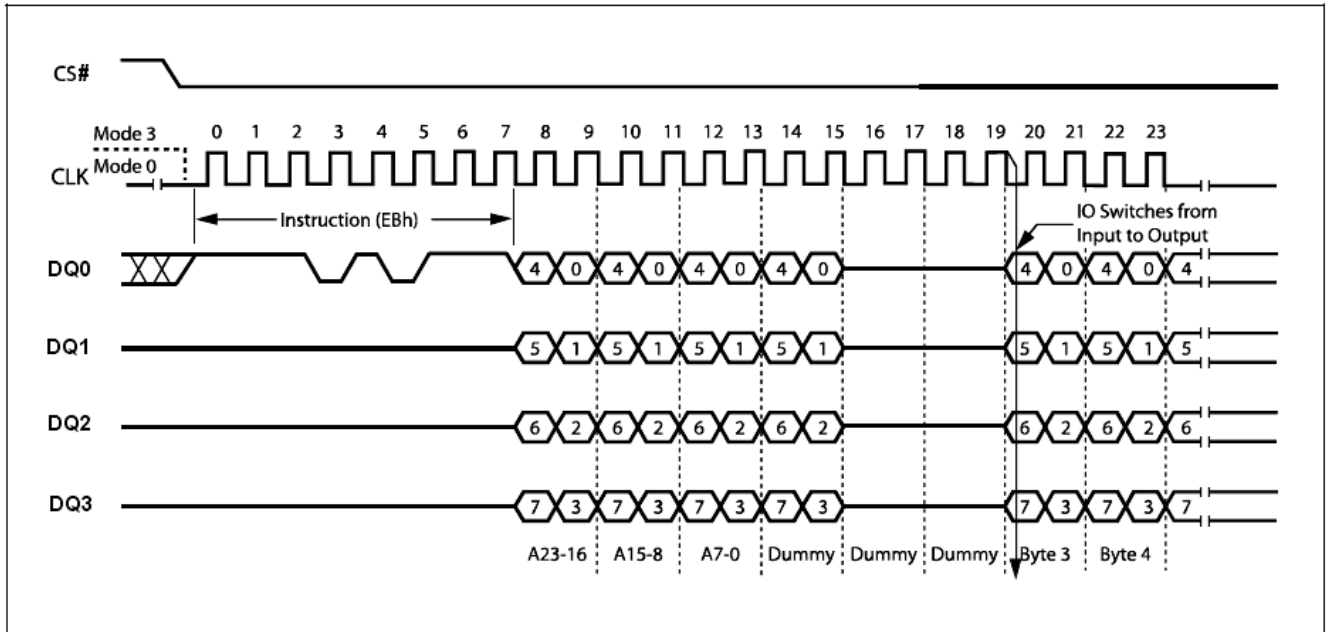 CS#
Mode 3 0 1 2 3 4 5 6 7 8 9 10 11 12 13 14 15 16 17 18 19 20 21 22 23
CLK Mode 0
Instruction (EBh)
IO Switches from
Input to Output
DQ0 4 0 4 0 4 0 4 0 4 0 4 0 4
DQ1 5 1 5 1 5 1 5 1 5 1 5 1 5
DQ2 6 2 6 2 6 2 6 2 6 2 6 2 6
DQ3 7 3 7 3 7 3 7 3 7 3 7 3 7
A23-16 A15-8 A7-0 Dummy Dummy Dummy Byte 3 Byte 4